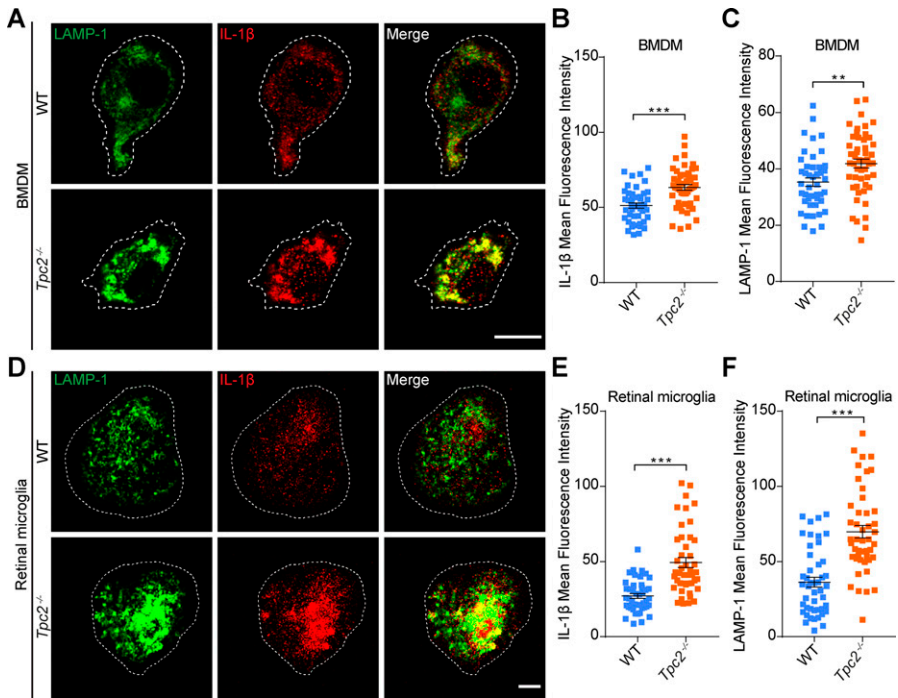 A
LAMP-1
IL-1β
Merge
WT
BMDM
Tpc2-/-
B
BMDM
IL-1β Mean Fluorescence Intensity
150
100
50
0
***
WT
Tpc2-/-
C
BMDM
LAMP-1 Mean Fluorescence Intensity
80
60
40
20
0
**
WT
Tpc2-/-
D
LAMP-1
IL-1β
Merge
WT
Retinal microglia
Tpc2-/-
E
Retinal microglia
IL-1β Mean Fluorescence Intensity
150
100
50
0
***
WT
Tpc2-/-
F
Retinal microglia
LAMP-1 Mean Fluorescence Intensity
150
100
50
0
***
WT
Tpc2-/-